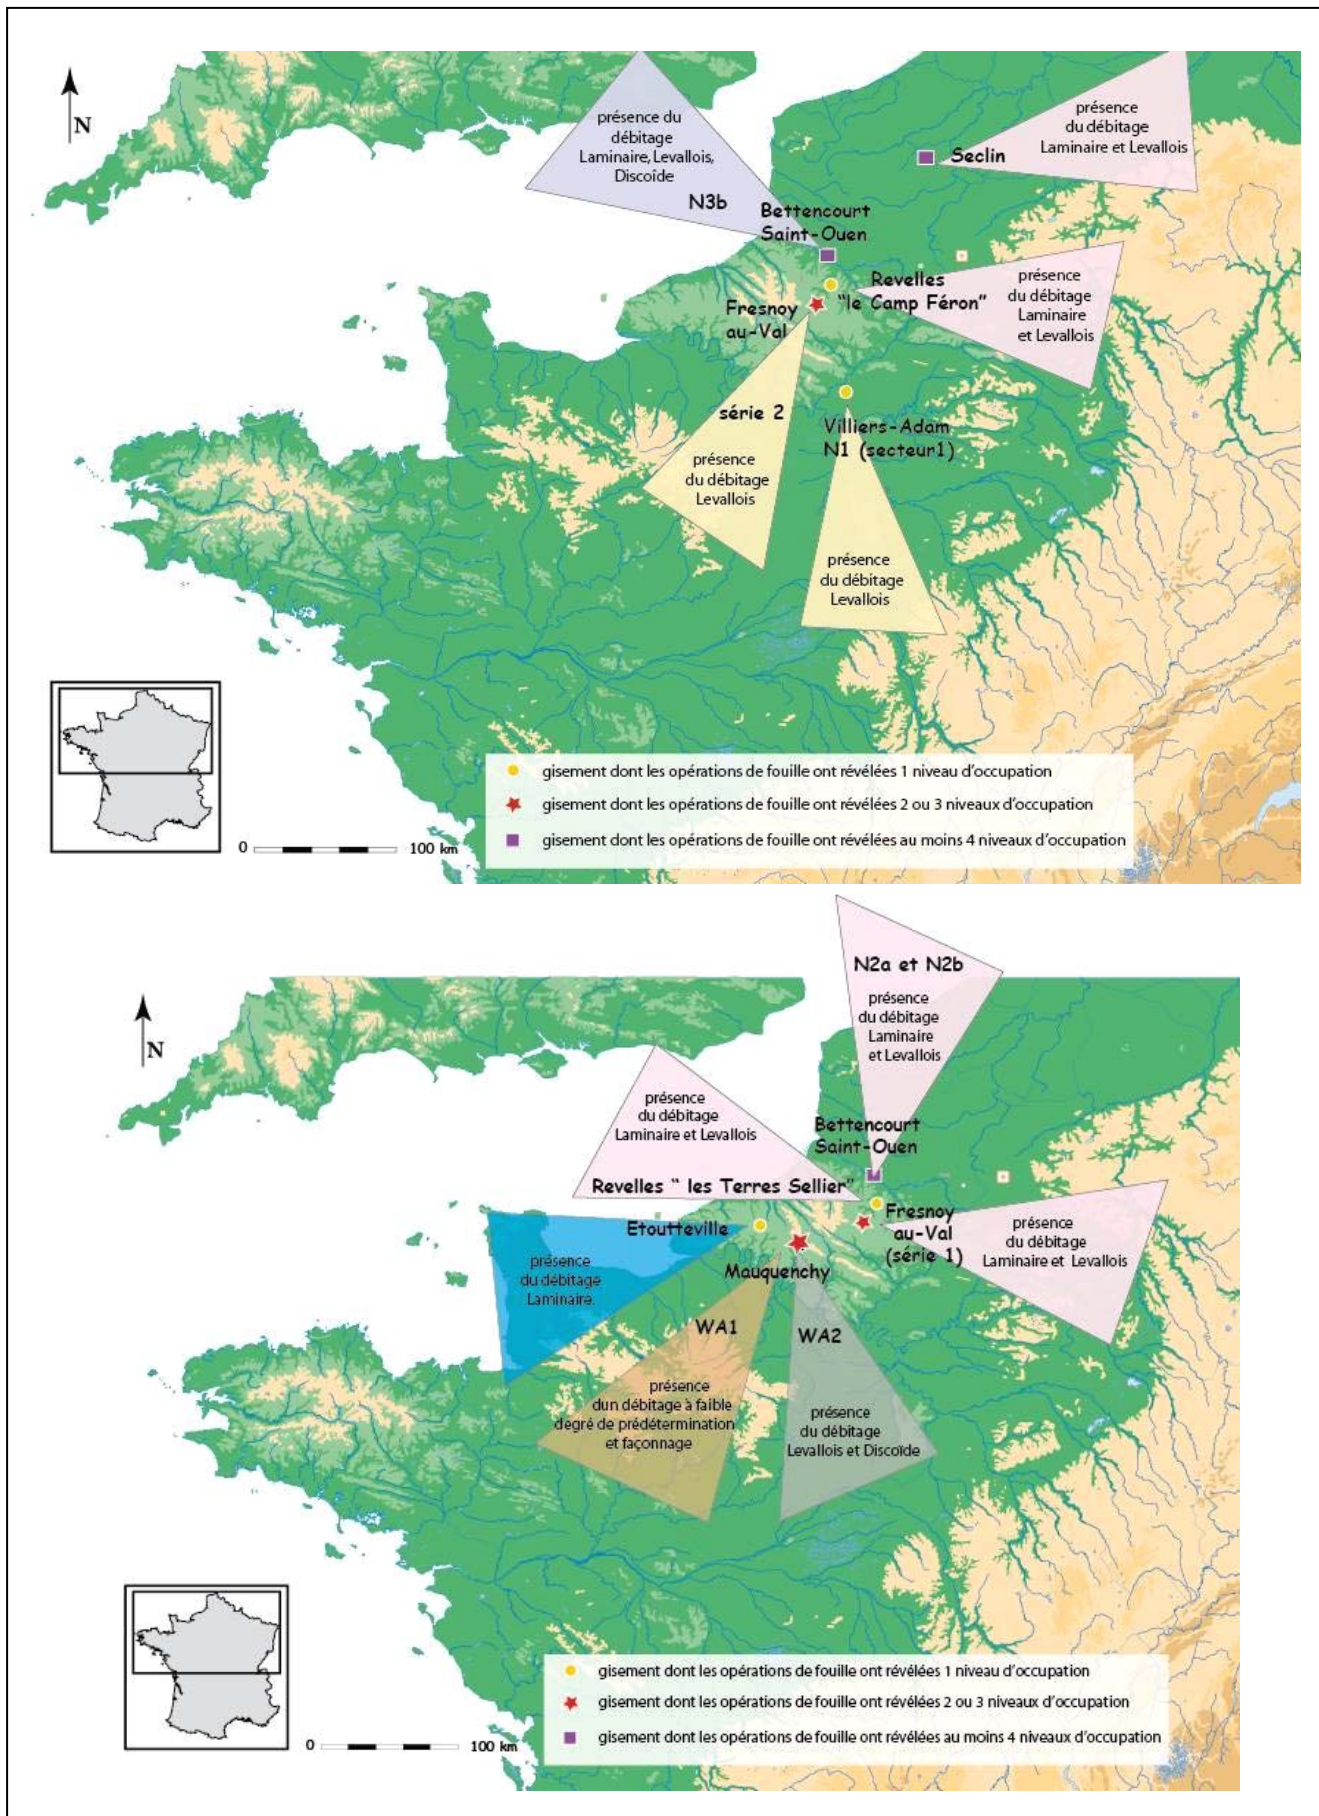 N
présence du
débitage
Laminaire, Levallois,
Discoïde
N3b
présence
du débitage
Laminaire et Levallois
Seclin
Bettencourt
Saint-Ouen
Revelles
"le Camp Féron"
présence
du débitage
Laminaire
et Levallois
Fresnoy
au-Val
série 2
présence
du débitage
Levallois
Villiers-Adam
N1 (secteur1)
présence
du débitage
Levallois
gisement dont les opérations de fouille ont révélées 1 niveau d'occupation
gisement dont les opérations de fouille ont révélées 2 ou 3 niveaux d'occupation
gisement dont les opérations de fouille ont révélées au moins 4 niveaux d'occupation
0 100 km
N2a et N2b
présence
du débitage
Laminaire
et Levallois
N
présence
du débitage
Laminaire et Levallois
Bettencourt
Saint-Ouen
Revelles " les Terres Sellier"
Etoutteville
Fresnoy
au-Val
(série 1)
présence
du débitage
Laminaire et Levallois
présence
du débitage
Laminaire.
Mauquenchy
WA1
WA2
présence
dun débitage à faible
degré de prédétermination
et façonnage
présence
du débitage
Levallois et Discoïde
gisement dont les opérations de fouille ont révélées 1 niveau d'occupation
gisement dont les opérations de fouille ont révélées 2 ou 3 niveaux d'occupation
gisement dont les opérations de fouille ont révélées au moins 4 niveaux d'occupation
0 100 km